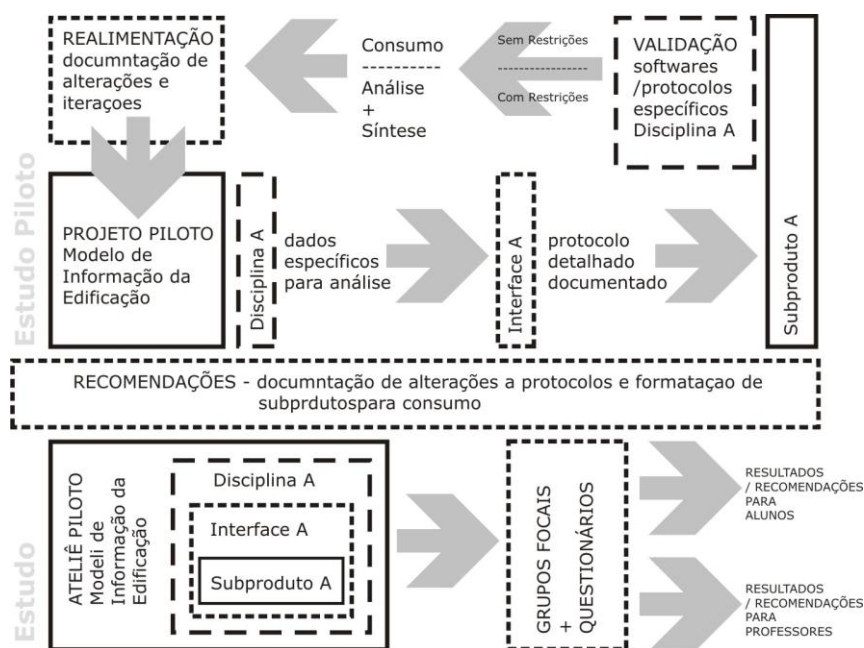 Estudo Piloto
REALIMENTAÇÃO
documntação de
alterações e
iteraçoes
Consumo
Análise
+
Síntese
Sem Restrições
Com Restrições
VALIDAÇÃO
softwares
/protocolos
específicos
Disciplina A
Subproduto A
PROJETO PILOTO
Modelo de
Informação da
Edificação
Disciplina A
dados
específicos
para análise
Interface A
protocolo
detalhado
documentado
RECOMENDAÇÕES - documntação de alterações a protocolos e formataçao de
subprdutospara consumo
Estudo
ATELIÊ PILOTO
Modeli de
Informação da
Edificação
Disciplina A
Interface A
Subproduto A
GRUPOS FOCAIS
+
QUESTIONÁRIOS
RESULTADOS
/ RECOMENDAÇÕES
PARA
ALUNOS
RESULTADOS
/ RECOMENDAÇÕES
PARA
PROFESSORES